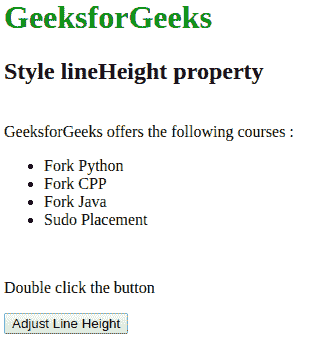 GeeksforGeeks
Style lineHeight property
GeeksforGeeks offers the following courses :
Fork Python
Fork CPP
Fork Java
Sudo Placement
Double click the button
Adjust Line Height